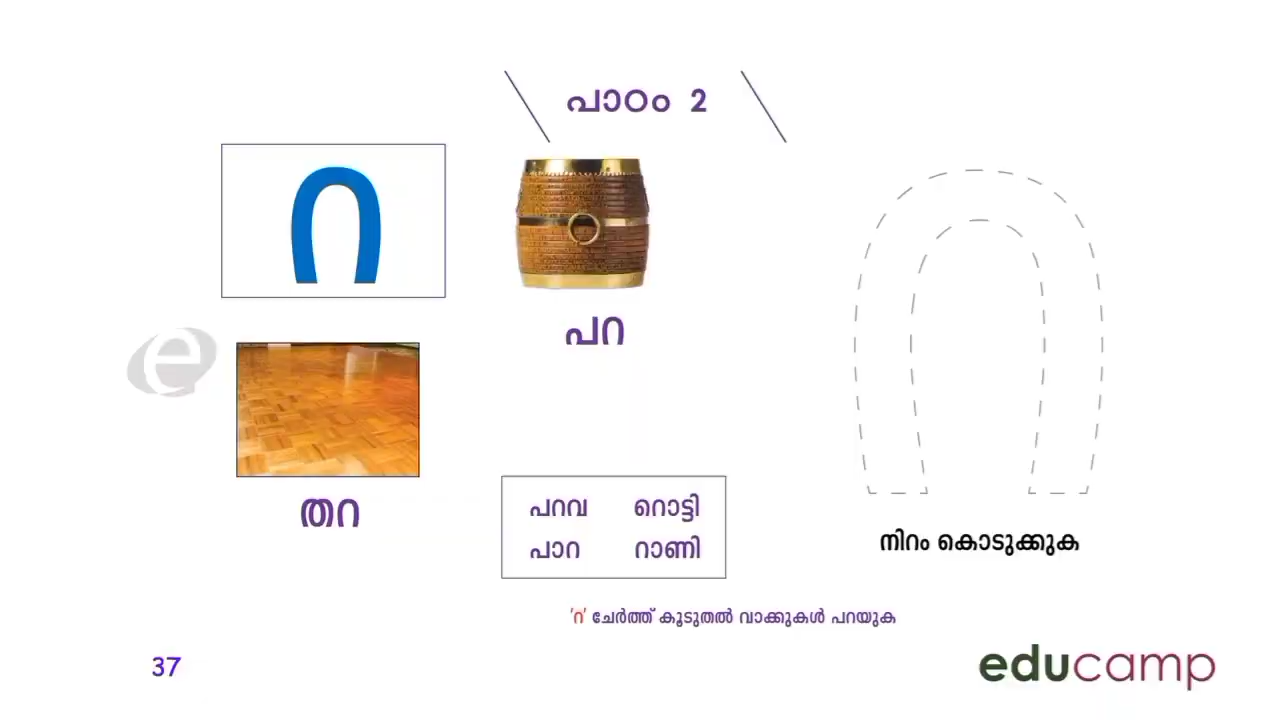 പാഠം 2
റ
പറ
തറ
പറവ റൊട്ടി
പാറ റാണി
നിറം കൊടുക്കുക
'റ' ചേർത്ത് കൂടുതൽ വാക്കുകൾ പറയുക
37
educamp